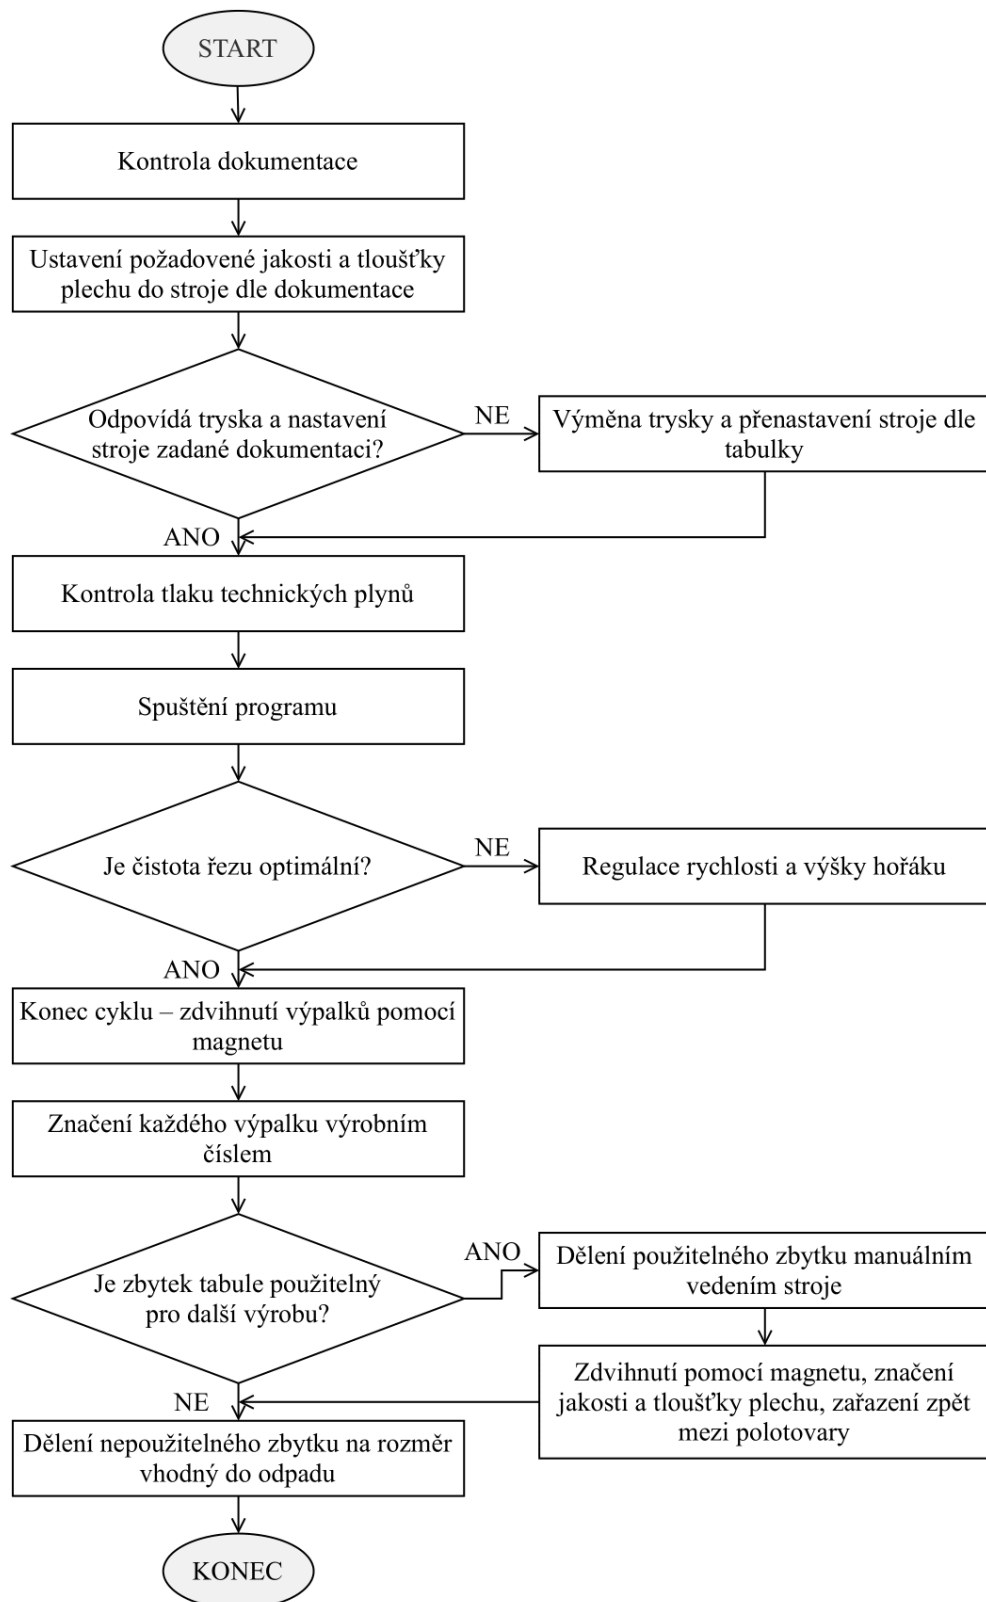 START
Kontrola dokumentace
Ustavení požadovené jakosti a tloušťky
plechu do stroje dle dokumentace
Odpovídá tryska a nastavení
stroje zadané dokumentaci?
NE
Výměna trysky a přenastavení stroje dle
tabulky
ANO
Kontrola tlaku technických plynů
Spuštění programu
Je čistota řezu optimální?
NE
Regulace rychlosti a výšky hořáku
ANO
Konec cyklu – zdvihnutí výpalků pomocí
magnetu
Značení každého výpalku výrobním
číslem
Je zbytek tabule použitelný
pro další výrobu?
ANO
Dělení použitelného zbytku manuálním
vedením stroje
Zdvihnutí pomocí magnetu, značení
jakosti a tloušťky plechu, zařazení zpět
mezi polotovary
NE
Dělení nepoužitelného zbytku na rozměr
vhodný do odpadu
KONEC